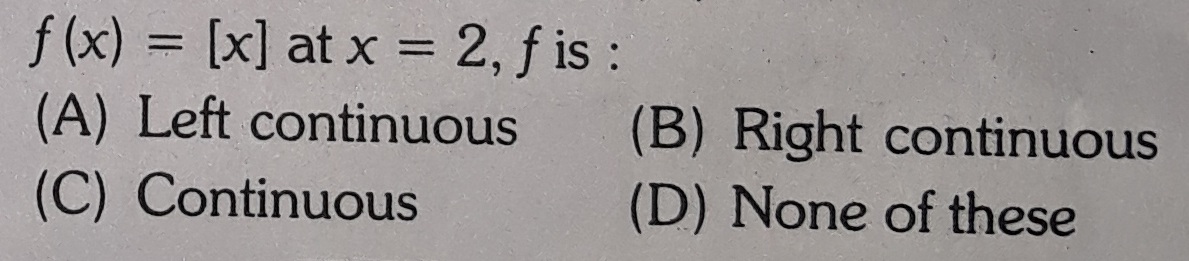 f (x) = [x] at x = 2, f is :
(A) Left continuous (B) Right continuous
(C) Continuous (D) None of these